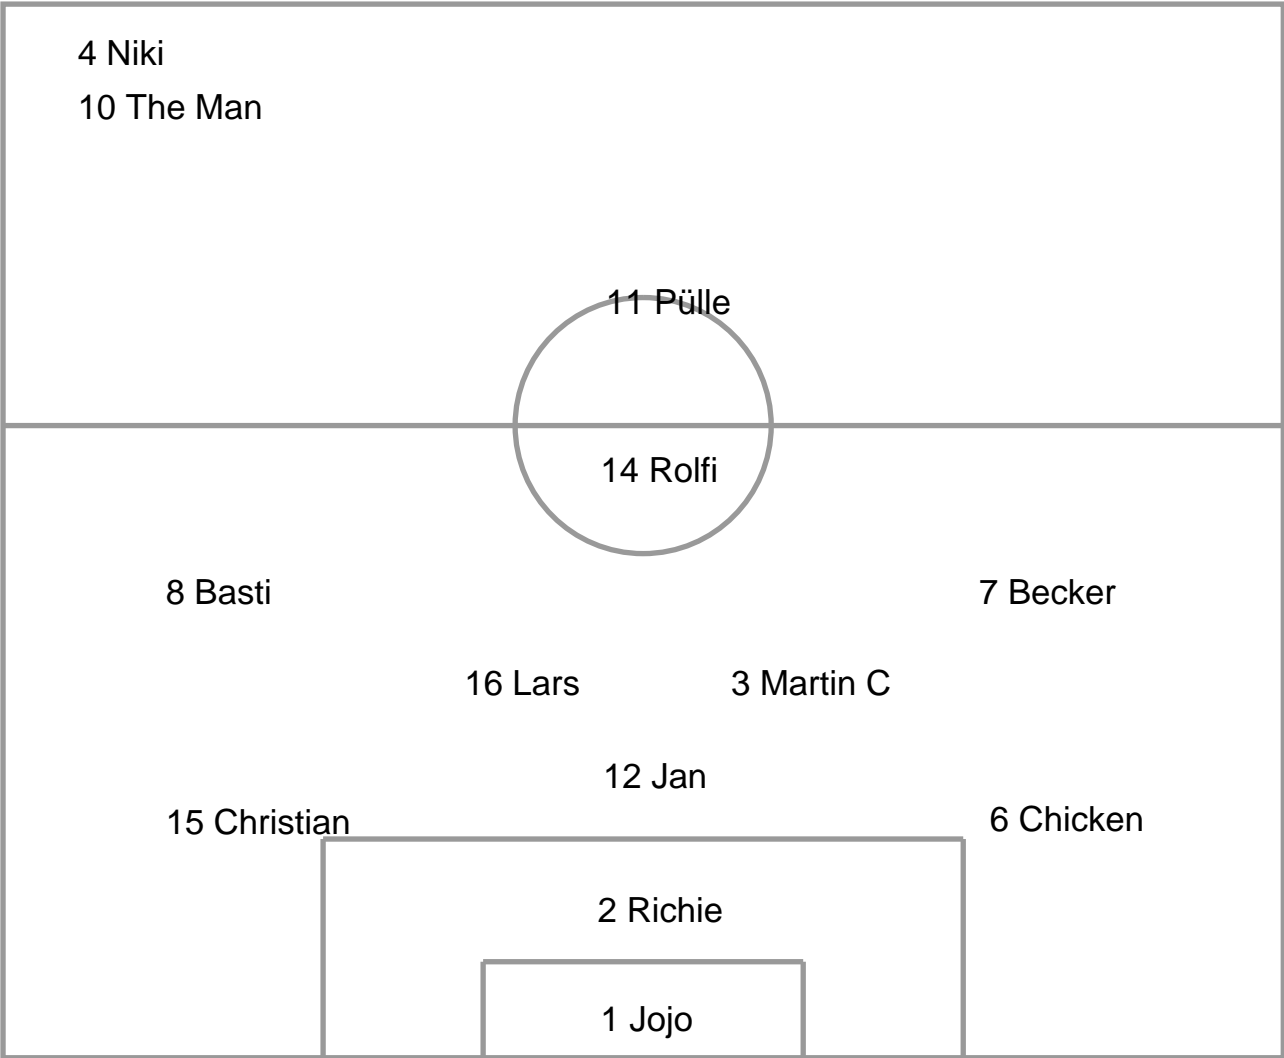 4 Niki
10 The Man
11 Pülle
14 Rolfi
8 Basti
7 Becker
16 Lars
3 Martin C
12 Jan
15 Christian
6 Chicken
2 Richie
1 Jojo